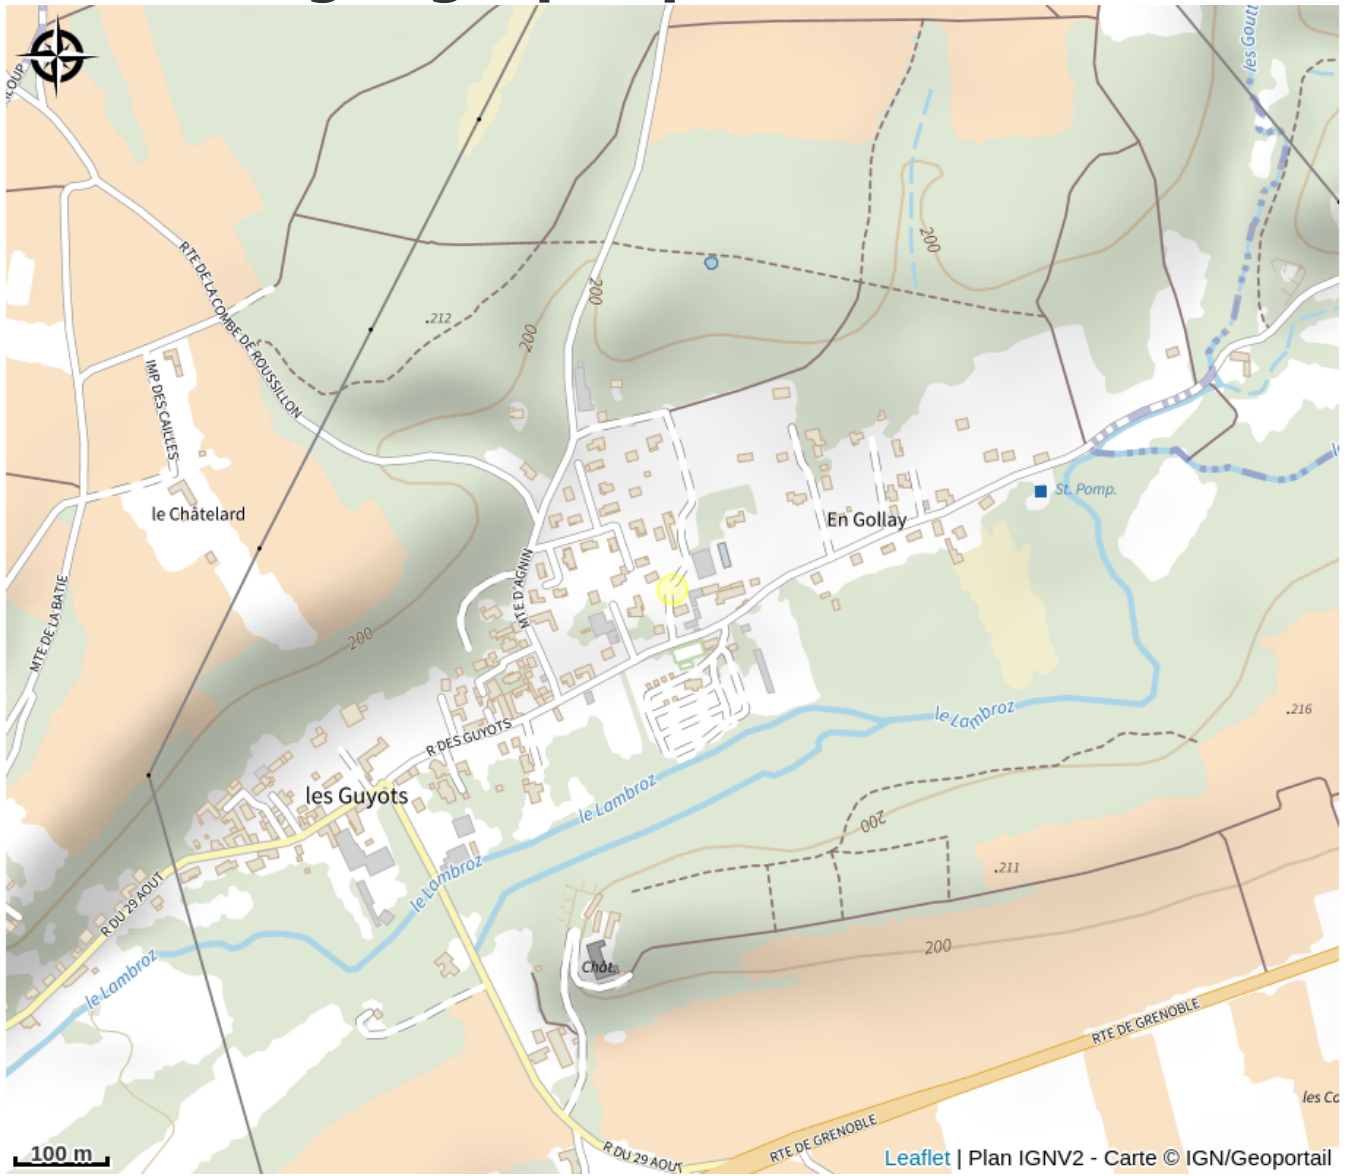 les Goutt
RTE DE LA COMBE DE ROUSSILLON
200
200
.212
200
IMP DES CAILLES
St. Pomp.
le Châtelard
En Gollay
MTE D'AGNIN
MTE DE LA BATIE
200
le Lambroz
.216
R DES GUYOTS
les Guyots
le Lambroz
200
.211
le Lambroz
R DU 29 AOUT
200
Chât.
le Lambroz
RTE DE GRENOBLE
les Co
RTE DE GRENOBLE
R DU 29 AOUT
100 m
Leaflet | Plan IGNV2 - Carte © IGN/Geoportail